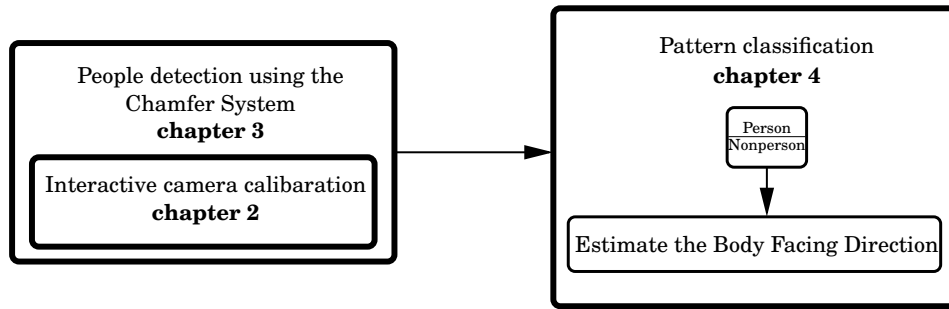 People detection using the
Chamfer System
chapter 3
Interactive camera calibaration
chapter 2
Pattern classification
chapter 4
Person
Nonperson
Estimate the Body Facing Direction